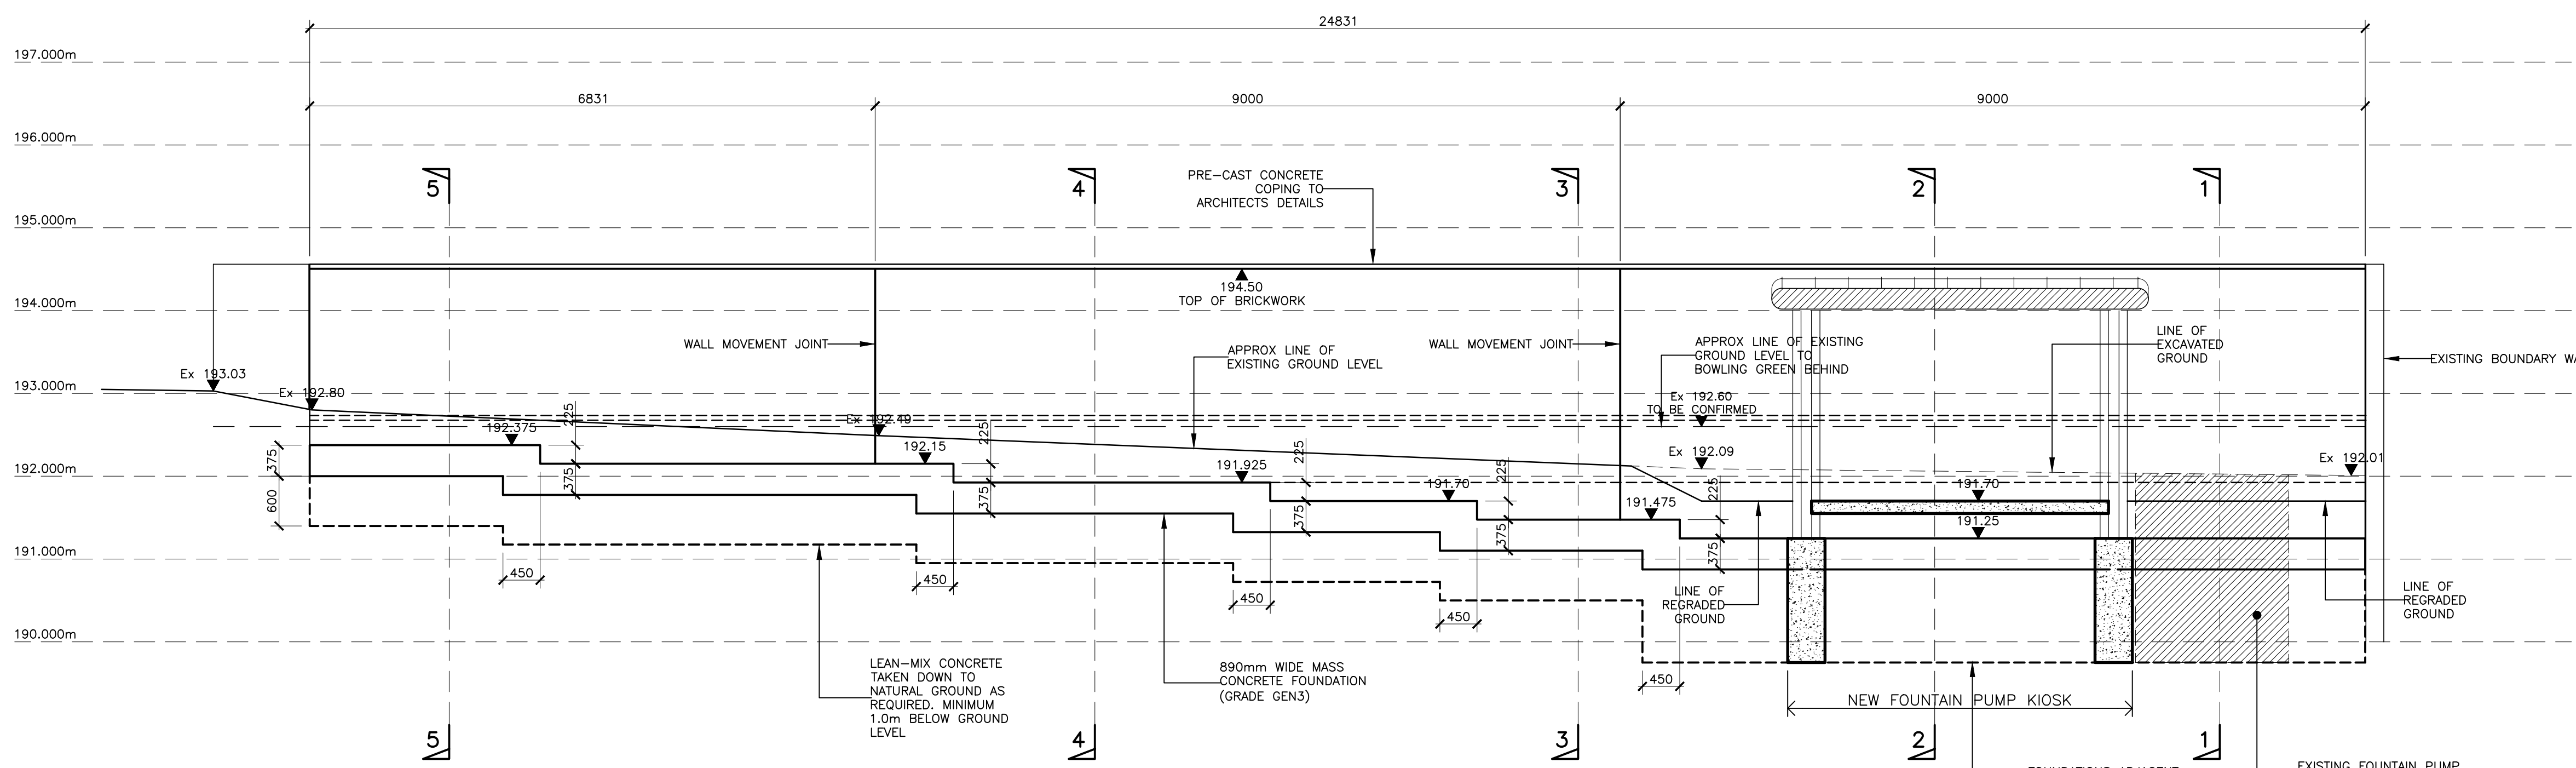 24831
197.000m
6831
9000
9000
196.000m
5
4
3
2
1
PRE-CAST CONCRETE
COPING TO
ARCHITECTS DETAILS
195.000m
194.50
TOP OF BRICKWORK
194.000m
WALL MOVEMENT JOINT
APPROX LINE OF
EXISTING GROUND LEVEL
WALL MOVEMENT JOINT
APPROX LINE OF EXISTING
GROUND LEVEL TO
BOWLING GREEN BEHIND
LINE OF
EXCAVATED
GROUND
EXISTING BOUNDARY
193.000m
Ex 193.03
Ex 192.80
Ex 192.49
Ex 192.60
TO BE CONFIRMED
225
192.375
375
192.15
225
375
191.925
225
375
191.70
225
375
Ex 192.09
191.475
225
375
191.70
191.25
Ex 192.01
192.000m
375
600
191.000m
450
450
450
450
450
LINE OF
REGRADED
GROUND
LINE OF
REGRADED
GROUND
190.000m
LEAN-MIX CONCRETE
TAKEN DOWN TO
NATURAL GROUND AS
REQUIRED. MINIMUM
1.0m BELOW GROUND
LEVEL
890mm WIDE MASS
CONCRETE FOUNDATION
(GRADE GEN3)
NEW FOUNTAIN PUMP KIOSK
5
4
3
2
1
EXISTING FOUNTAIN PUMP